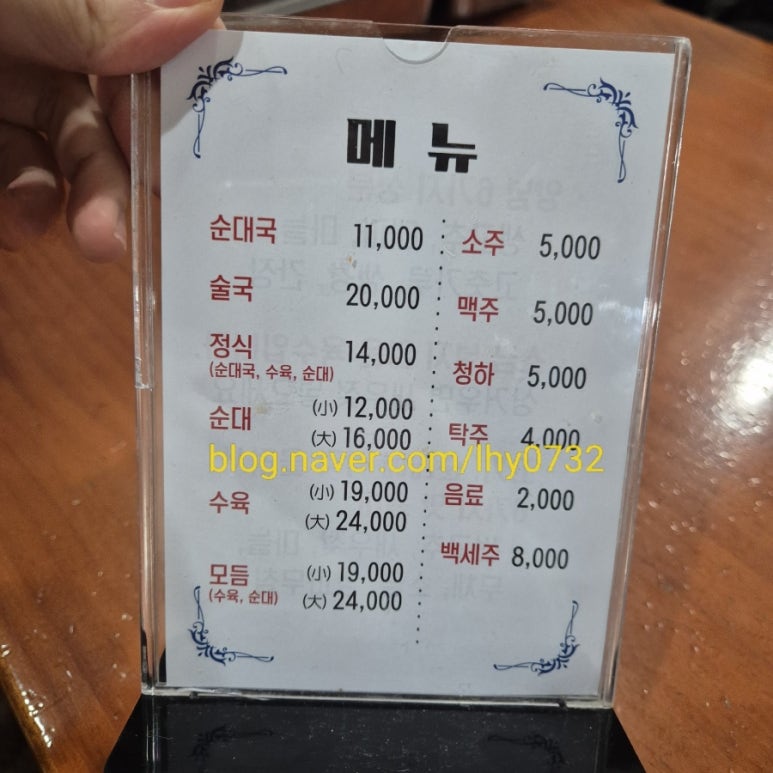 메뉴
순대국 11,000
술국 20,000
정식 14,000
(순대국, 수육, 순대)
순대 (小) 12,000
(大) 16,000
수육 (小) 19,000
(大) 24,000
모듬 (小) 19,000
(수육, 순대) (大) 24,000
소주 5,000
맥주 5,000
청하 5,000
탁주 4,000
음료 2,000
백세주 8,000
blog.naver.com/lhy0732